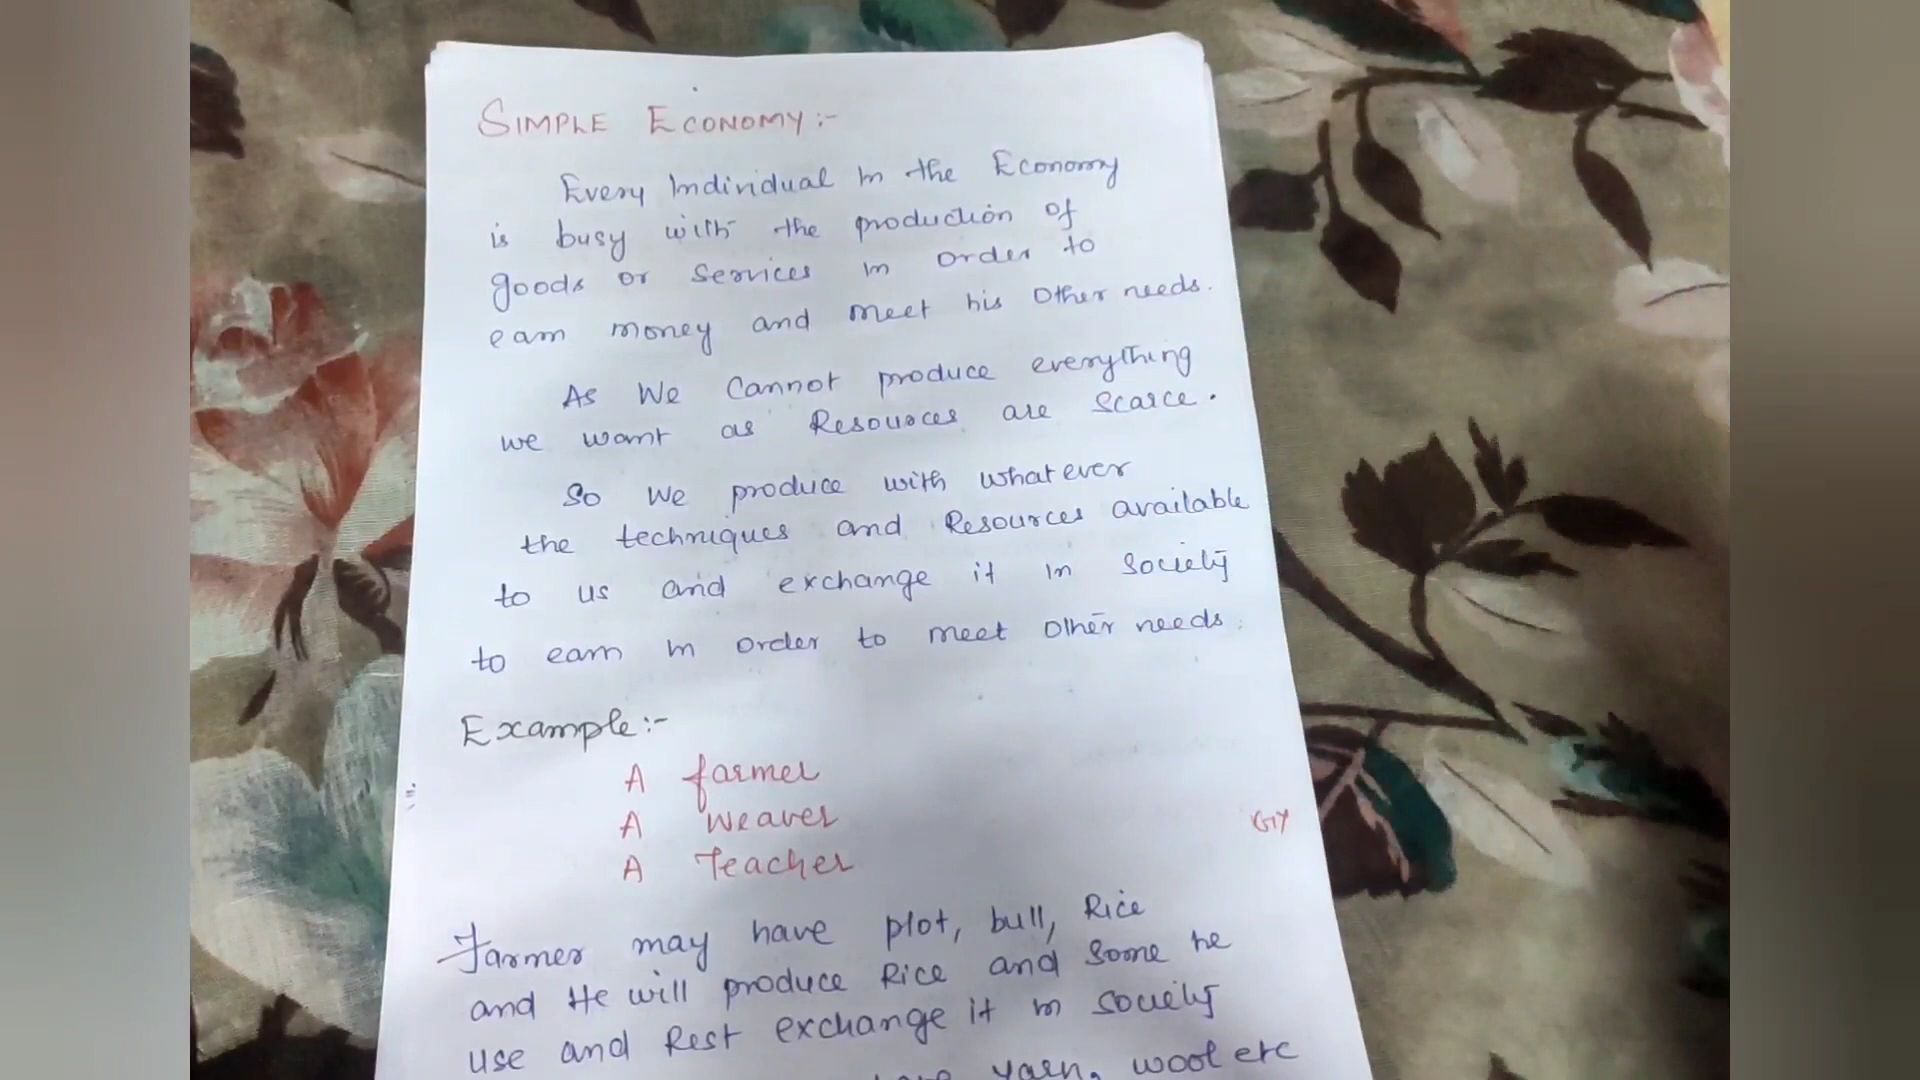 SIMPLE ECONOMY:-
Every Individual in the Economy
is busy with the production of
goods or services in order to
earn money and meet his other needs.
As We Cannot produce everything
we want as Resources are scarce.
So we produce with whatever
the techniques and Resources available
to us and exchange it in society
to earn in order to meet other needs.
Example:-
A farmer
A weaver
A Teacher
Farmer may have plot, bull, Rice
and He will produce Rice and some he
use and Rest exchange it in society
yarn, wool etc